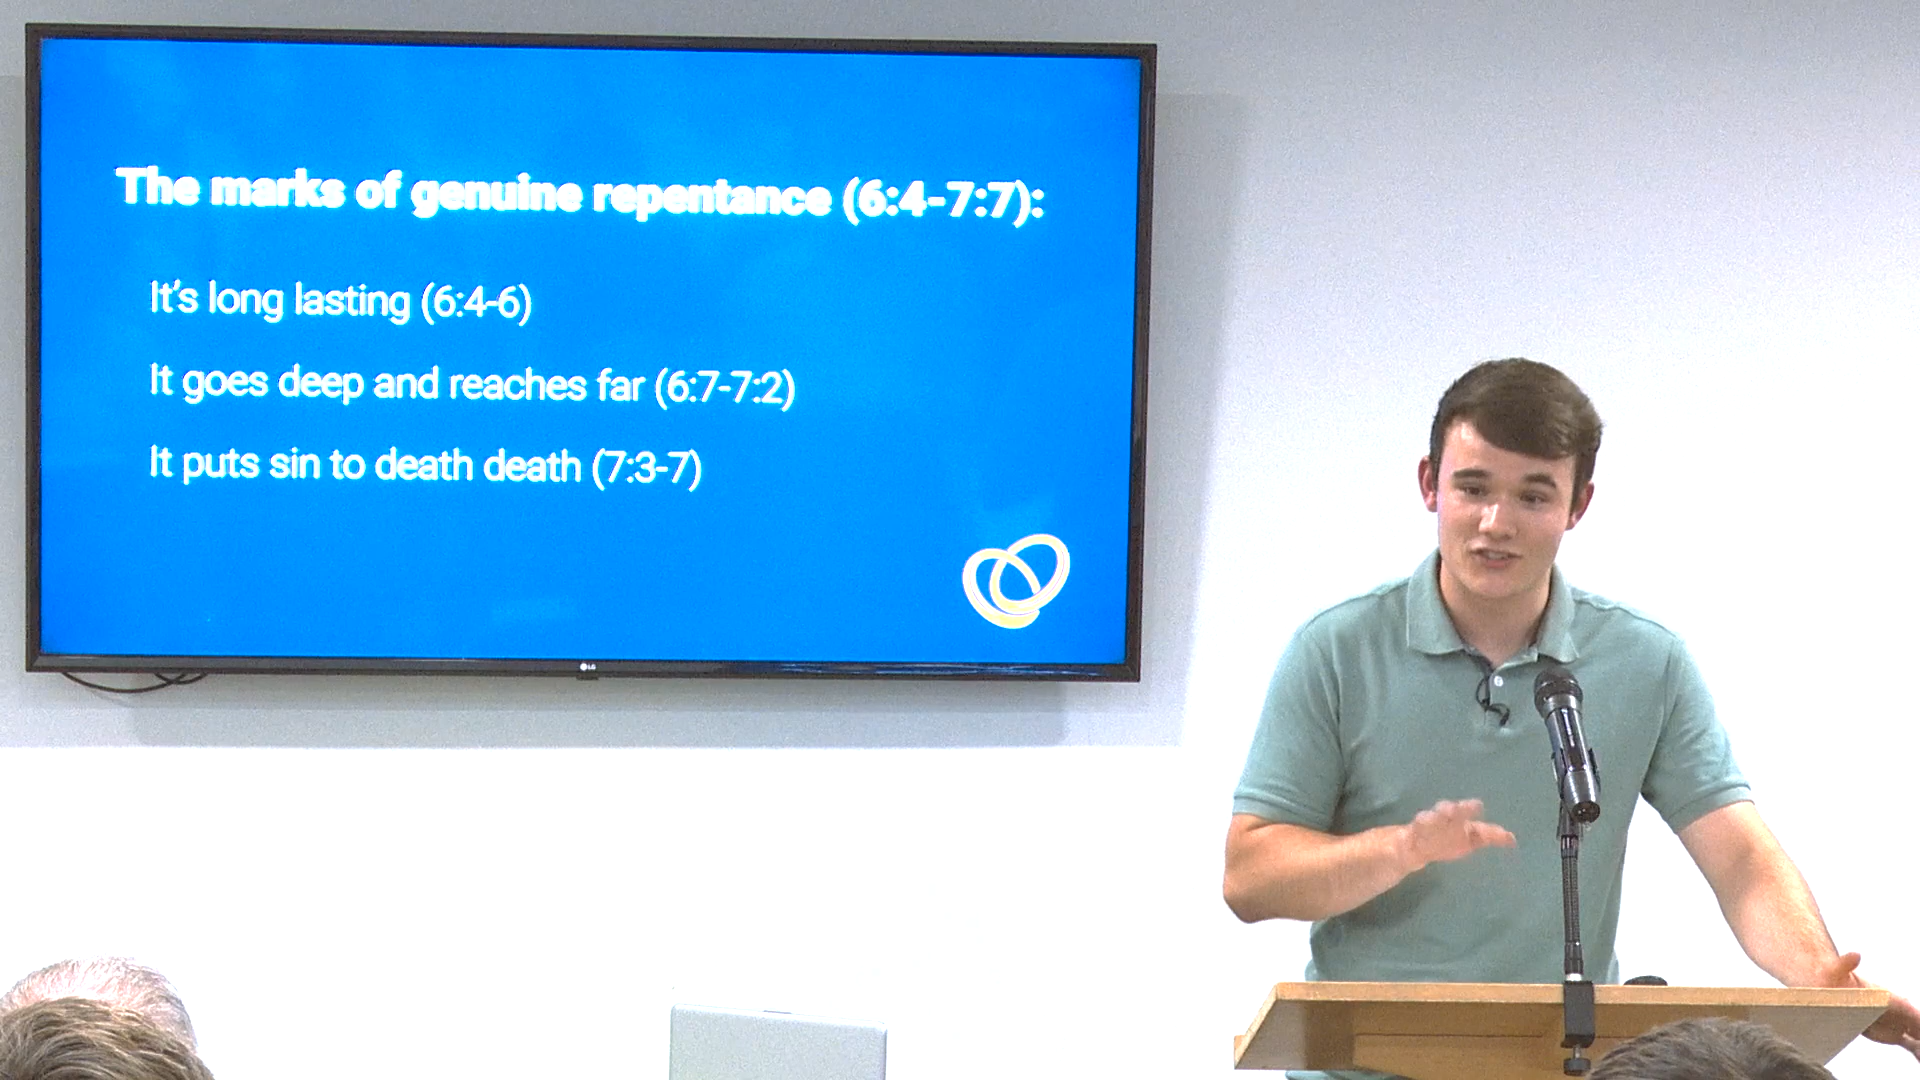 The marks of genuine repentance (6:4-7:7):
It's long lasting (6:4-6)
It goes deep and reaches far (6:7-7:2)
It puts sin to death death (7:3-7)
LG